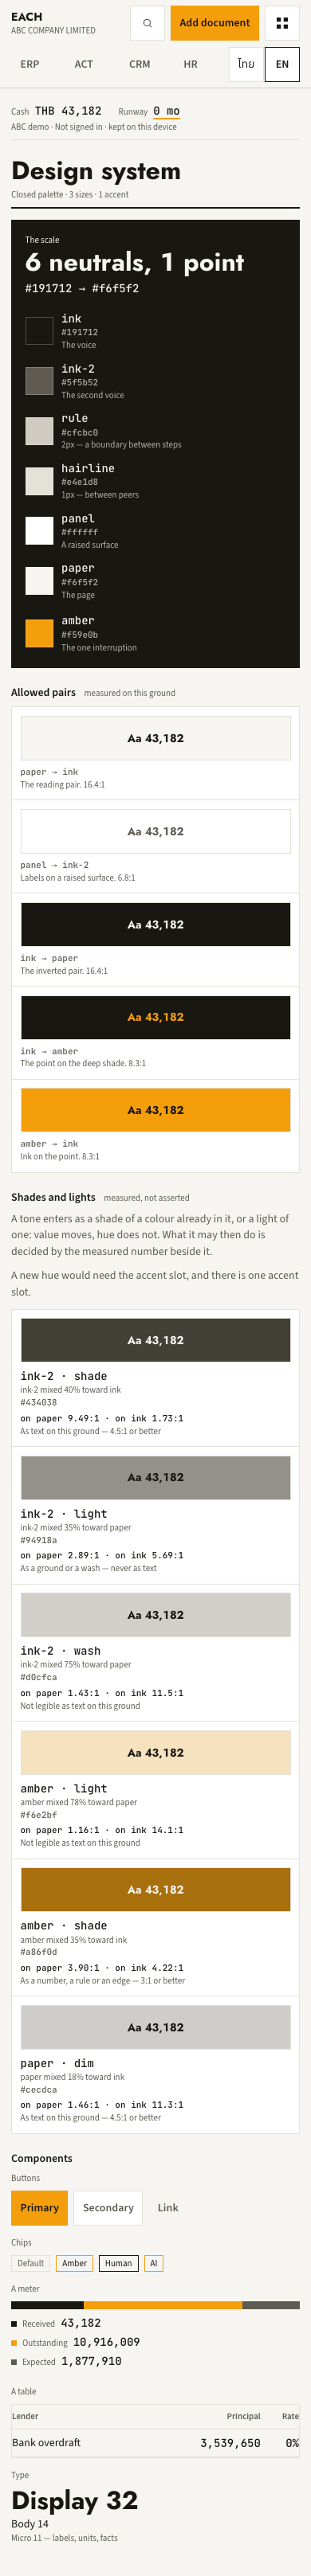 EACH
ABC COMPANY LIMITED
Add document
ERP ACT CRM HR ไทย EN
Cash THB 43,182 Runway 0 mo
ABC demo · Not signed in · kept on this device
Design system
Closed palette · 3 sizes · 1 accent
The scale
6 neutrals, 1 point
#191712 → #f6f5f2
ink
#191712
The voice
ink-2
#5f5b52
The second voice
rule
#cfcbc0
2px — a boundary between steps
hairline
#e4e1d8
1px — between peers
panel
#ffffff
A raised surface
paper
#f6f5f2
The page
amber
#f59e0b
The one interruption
Allowed pairs measured on this ground
Aa 43,182
paper → ink
The reading pair. 16.4:1
Aa 43,182
panel → ink-2
Labels on a raised surface. 6.8:1
Aa 43,182
ink → paper
The inverted pair. 16.4:1
Aa 43,182
ink → amber
The point on the deep shade. 8.3:1
Aa 43,182
amber → ink
Ink on the point. 8.3:1
Shades and lights measured, not asserted
A tone enters as a shade of a colour already in it, or a light of
one: value moves, hue does not. What it may then do is
decided by the measured number beside it.
A new hue would need the accent slot, and there is one accent
slot.
Aa 43,182
ink-2 · shade
ink-2 mixed 40% toward ink
#434038
on paper 9.49:1 · on ink 1.73:1
As text on this ground — 4.5:1 or better
Aa 43,182
ink-2 · light
ink-2 mixed 35% toward paper
#94918a
on paper 2.89:1 · on ink 5.69:1
As a ground or a wash — never as text
Aa 43,182
ink-2 · wash
ink-2 mixed 75% toward paper
#d0cfca
on paper 1.43:1 · on ink 11.5:1
Not legible as text on this ground
Aa 43,182
amber · light
amber mixed 78% toward paper
#f6e2bf
on paper 1.16:1 · on ink 14.1:1
Not legible as text on this ground
Aa 43,182
amber · shade
amber mixed 35% toward ink
#a86f0d
on paper 3.90:1 · on ink 4.22:1
As a number, a rule or an edge — 3:1 or better
Aa 43,182
paper · dim
paper mixed 18% toward ink
#cecdca
on paper 1.46:1 · on ink 11.3:1
As text on this ground — 4.5:1 or better
Components
Buttons
Primary Secondary Link
Chips
Default Amber Human AI
A meter
Received 43,182
Outstanding 10,916,009
Expected 1,877,910
A table
Lender Principal Rate
Bank overdraft 3,539,650 0%
Type
Display 32
Body 14
Micro 11 — labels, units, facts